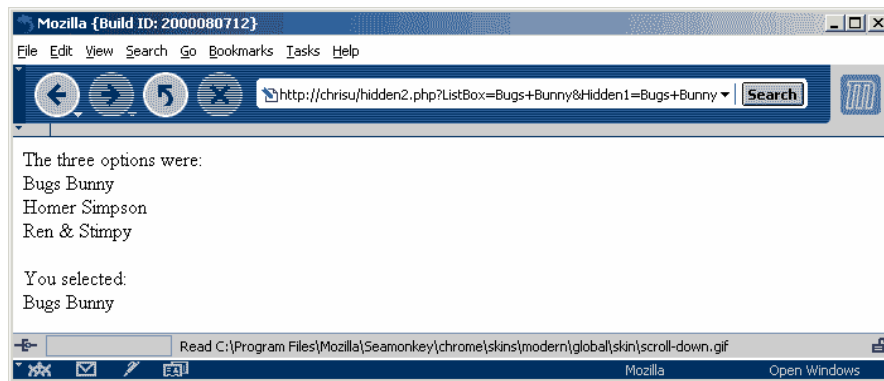 Mozilla {Build ID: 2000080712}
File Edit View Search Go Bookmarks Tasks Help
http://chrisu/hidden2.php?ListBox=Bugs+Bunny&Hidden1=Bugs+Bunny Search
The three options were:
Bugs Bunny
Homer Simpson
Ren & Stimpy
You selected:
Bugs Bunny
Read C:\Program Files\Mozilla\Seamonkey\chrome\skins\modern\global\skin\scroll-down.gif
Mozilla Open Windows